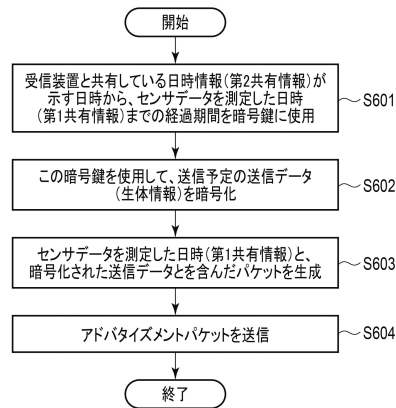 開始
受信装置と共有している日時情報(第2共有情報)が
示す日時から、センサデータを測定した日時
(第1共有情報)までの経過期間を暗号鍵に使用
S601
この暗号鍵を使用して、送信予定の送信データ
(生体情報)を暗号化
S602
センサデータを測定した日時(第1共有情報)と、
暗号化された送信データとを含んだパケットを生成
S603
アドバタイズメントパケットを送信
S604
終了